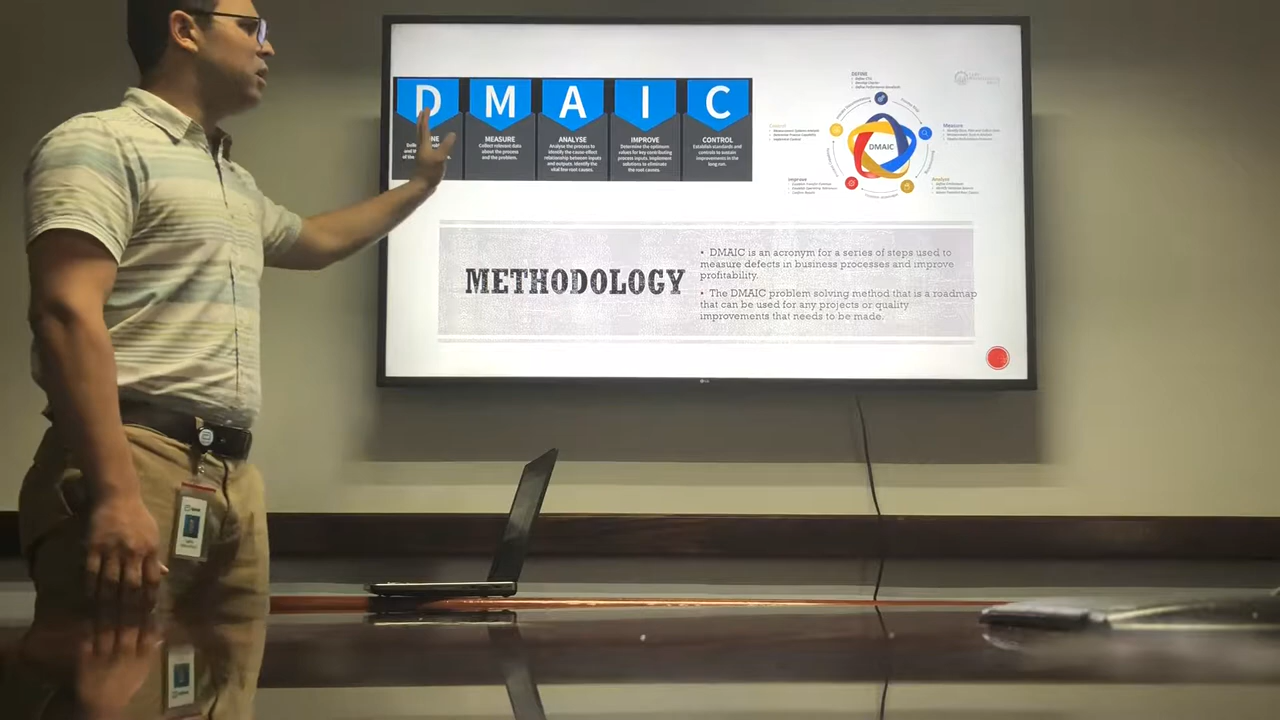 D M A I C
MEASURE
Collect relevant data
about the process
and the problem.
ANALYSE
Analyse the process to
identify the cause-effect
relationship between inputs
and outputs. Identify the
vital few root causes.
IMPROVE
Determine the optimum
values for key contributing
process inputs. Implement
solutions to eliminate
the root causes.
CONTROL
Establish standards and
controls to sustain
improvements in the
long run.
DEFINE
Measure
DMAIC
Improve
METHODOLOGY
• DMAIC is an acronym for a series of steps used to
measure defects in business processes and improve
profitability.
• The DMAIC problem solving method that is a roadmap
that can be used for any projects or quality
improvements that needs to be made.
LG